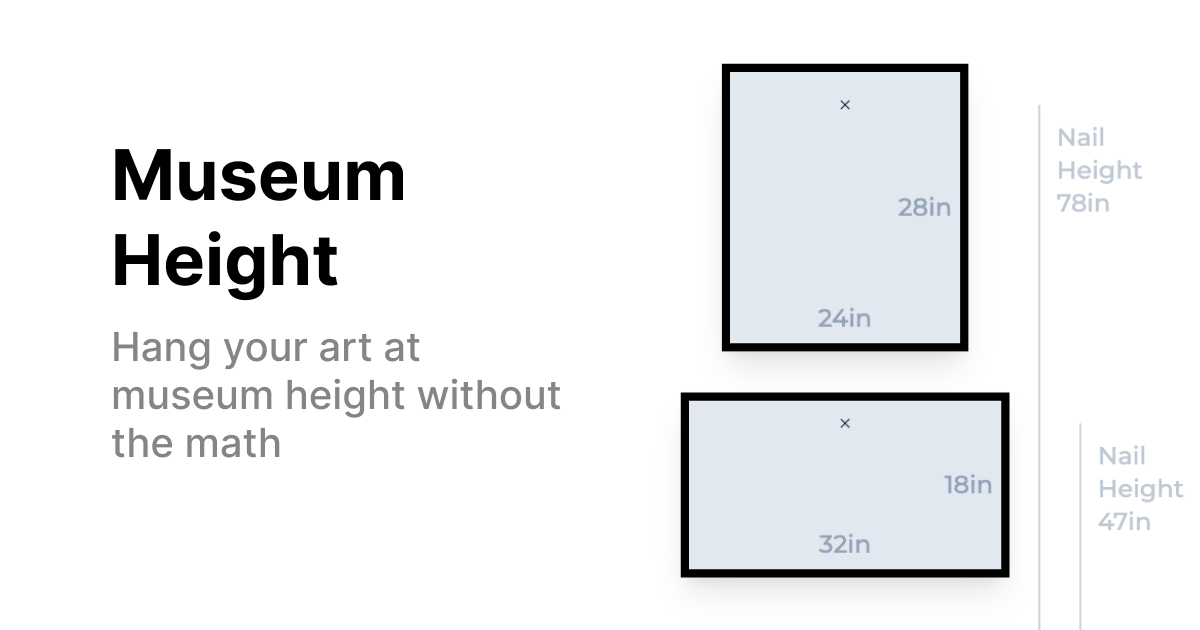 Museum
Height
Hang your art at
museum height without
the math
×
28in
24in
Nail
Height
78in
×
18in
32in
Nail
Height
47in